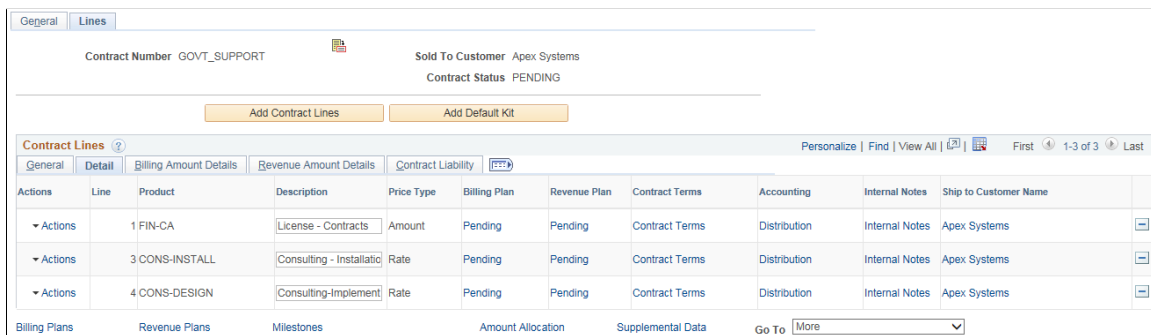 General Lines
Contract Number GOVT_SUPPORT Sold To Customer Apex Systems
Contract Status PENDING
Add Contract Lines Add Default Kit
Contract Lines ? Personalize | Find | View All | First 1-3 of 3 Last
General Detail Billing Amount Details Revenue Amount Details Contract Liability
Actions Line Product Description Price Type Billing Plan Revenue Plan Contract Terms Accounting Internal Notes Ship to Customer Name
Actions 1 FIN-CA License - Contracts Amount Pending Pending Contract Terms Distribution Internal Notes Apex Systems
Actions 3 CONS-INSTALL Consulting - Installatio Rate Pending Pending Contract Terms Distribution Internal Notes Apex Systems
Actions 4 CONS-DESIGN Consulting-Implement Rate Pending Pending Contract Terms Distribution Internal Notes Apex Systems
Billing Plans Revenue Plans Milestones Amount Allocation Supplemental Data Go To More